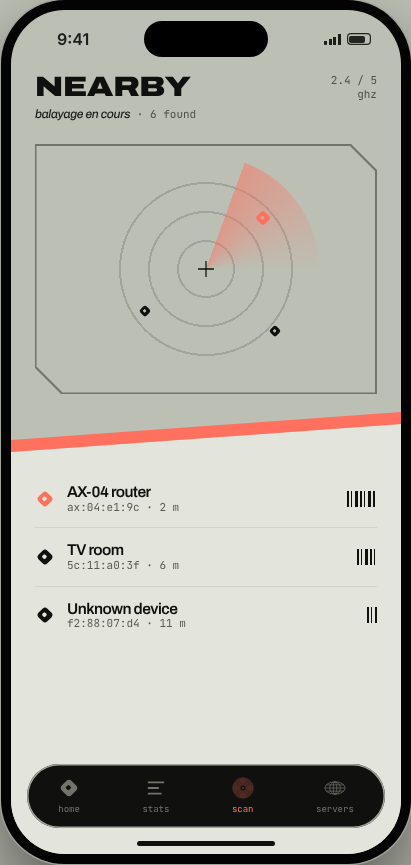 9:41
NEARBY
2.4 / 5
ghz
balayage en cours · 6 found
AX-04 router
ax:04:e1:9c · 2 m
TV room
5c:11:a0:3f · 6 m
Unknown device
f2:88:07:d4 · 11 m
home
stats
scan
servers